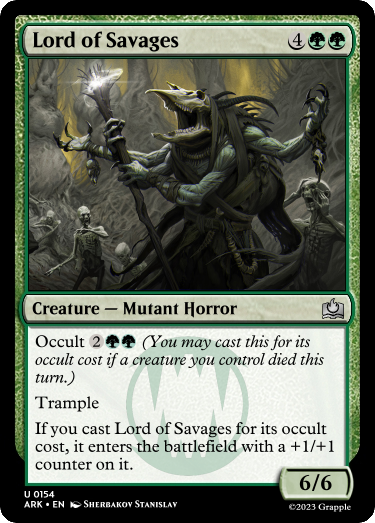 Lord of Savages 4
Creature — Mutant Horror
Occult 2 (You may cast this for its
occult cost if a creature you control died this
turn.)
Trample
If you cast Lord of Savages for its occult
cost, it enters the battlefield with a +1/+1
counter on it.
6/6
U 0154
ARK • EN Sherbakov Stanislav
©2023 Grapple